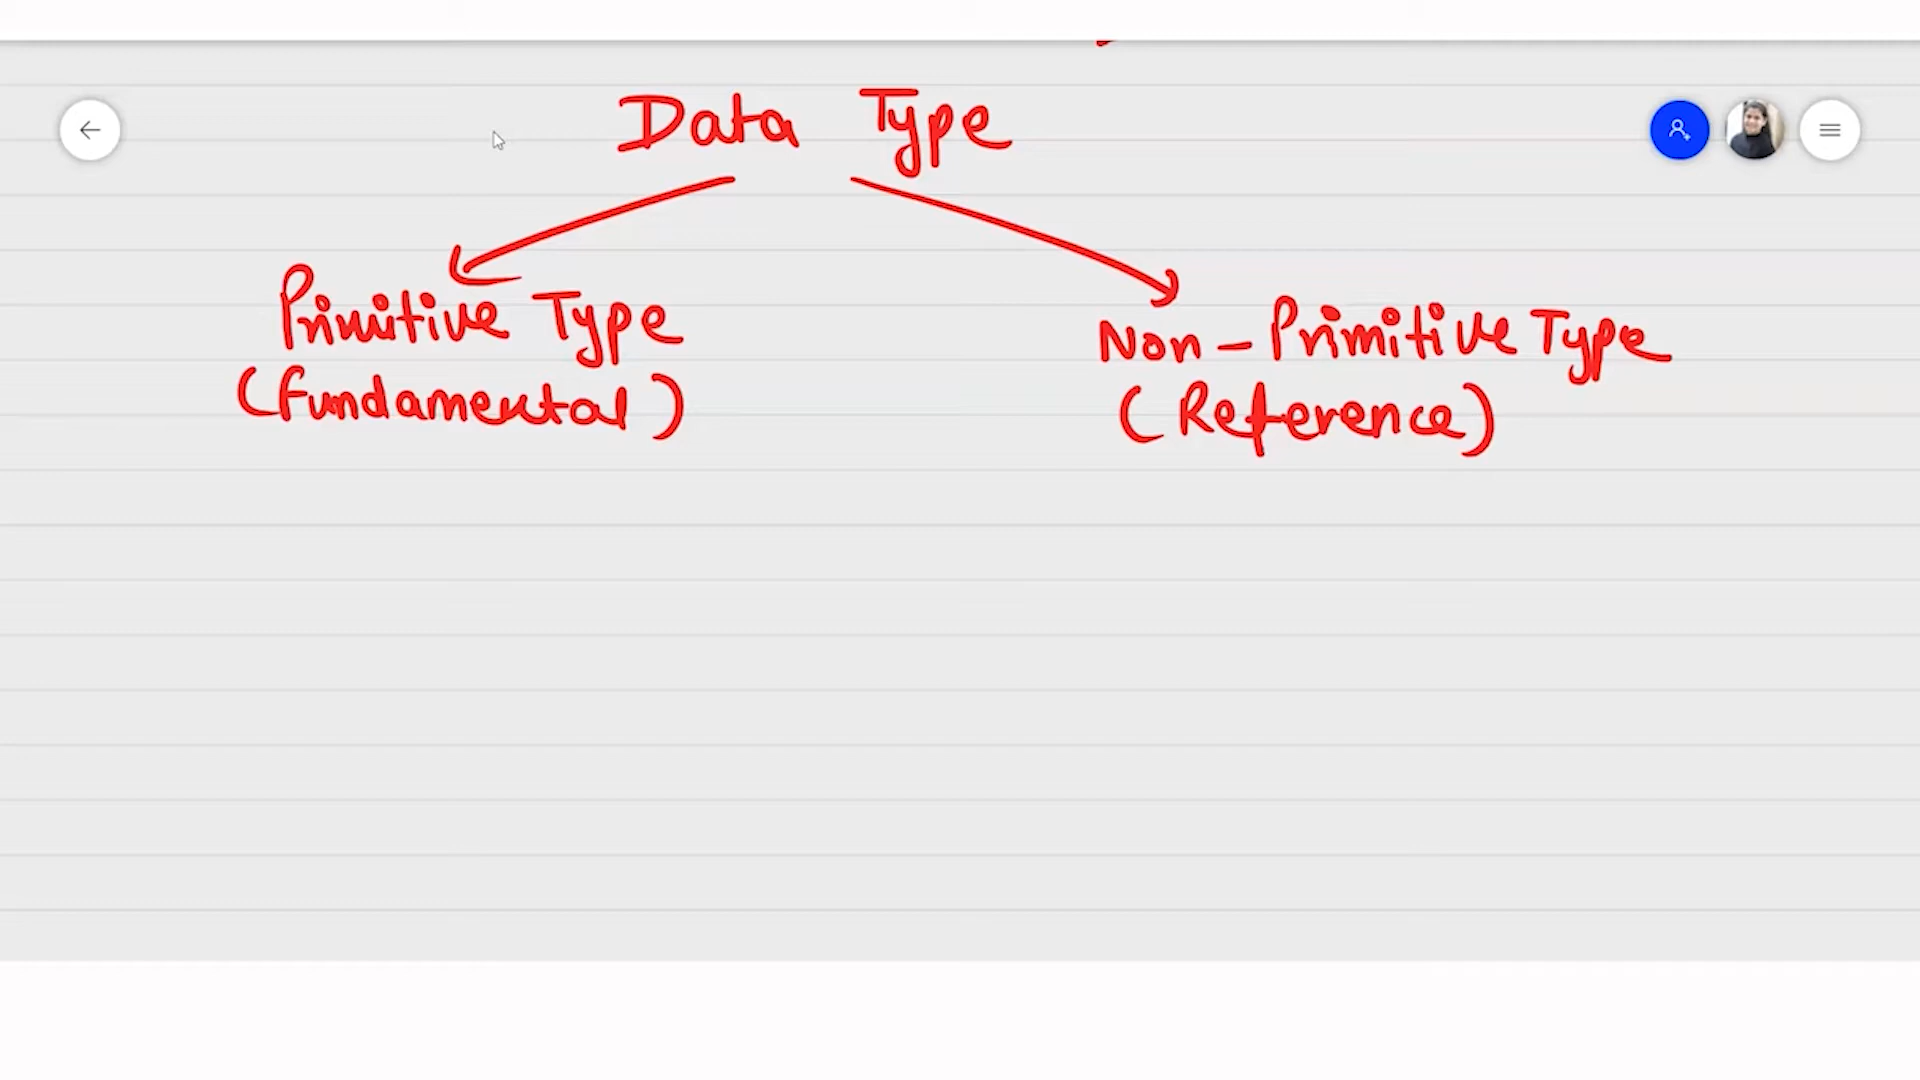 Data Type
Primitive Type
(Fundamental)
Non-Primitive Type
(Reference)